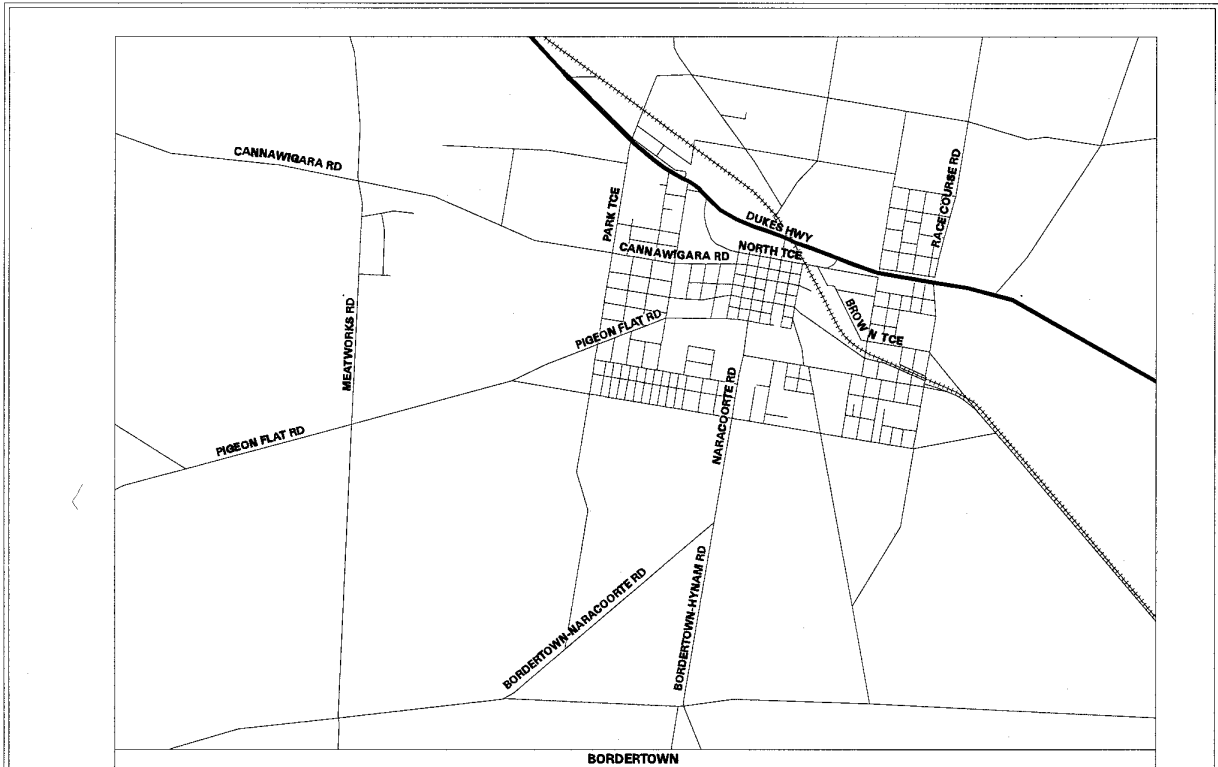 CANNAWIGARA RD
PARK TCE
RACE COURSE RD
DUKES HWY
NORTH TCE
CANNAWIGARA RD
MEATWORKS RD
PIGEON FLAT RD
BROWN TCE
NARACOORTE RD
PIGEON FLAT RD
BORDERTOWN-NARACOORTE RD
BORDERTOWN-HYNAM RD
BORDERTOWN